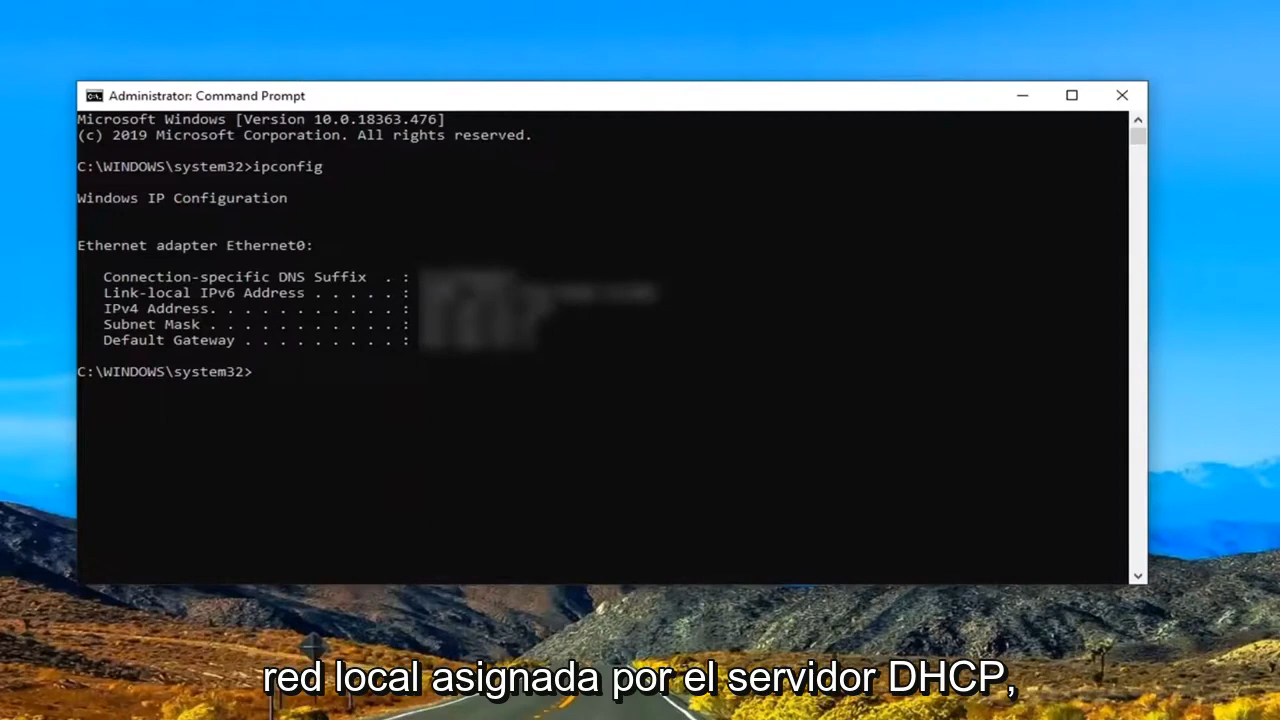 Administrator: Command Prompt
Microsoft Windows [Version 10.0.18363.476]
(c) 2019 Microsoft Corporation. All rights reserved.
C:\WINDOWS\system32>ipconfig
Windows IP Configuration
Ethernet adapter Ethernet0:
Connection-specific DNS Suffix . :
Link-local IPv6 Address . . . . . :
IPv4 Address. . . . . . . . . . . :
Subnet Mask . . . . . . . . . . . :
Default Gateway . . . . . . . . . :
C:\WINDOWS\system32>
red local asignada por el servidor DHCP,